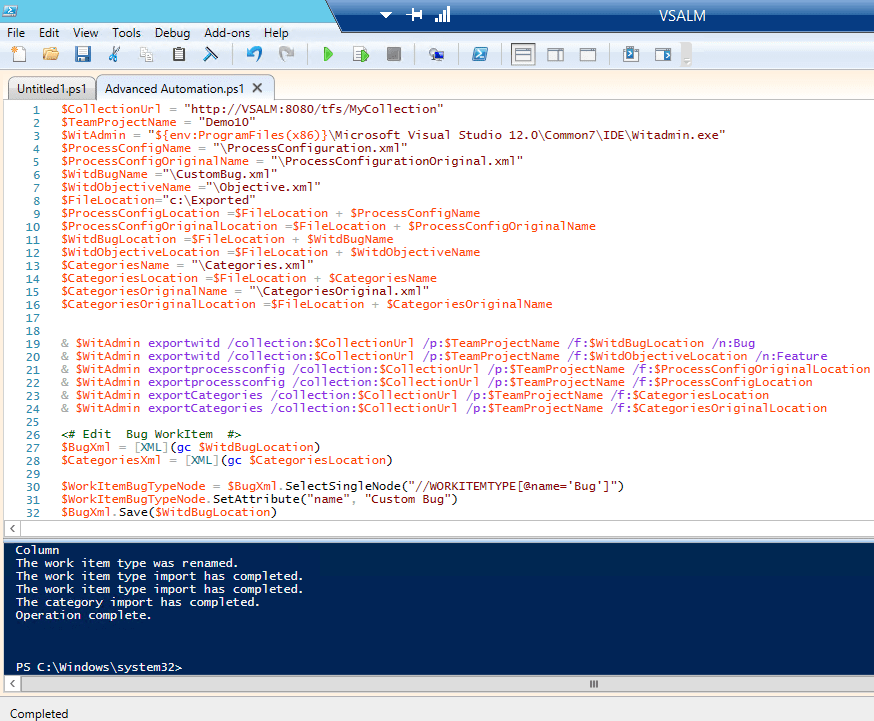 VSALM
File Edit View Tools Debug Add-ons Help
Untitled1.ps1 Advanced Automation.ps1 X
1 $CollectionUrl = "http://VSALM:8080/tfs/MyCollection"
2 $TeamProjectName = "Demo10"
3 $WitAdmin = "${env:ProgramFiles(x86)}\Microsoft Visual Studio 12.0\Common7\IDE\Witadmin.exe"
4 $ProcessConfigName = "\ProcessConfiguration.xml"
5 $ProcessConfigOriginalName = "\ProcessConfigurationOriginal.xml"
6 $WitdBugName ="\CustomBug.xml"
7 $WitdObjectiveName ="\Objective.xml"
8 $FileLocation="c:\Exported"
9 $ProcessConfigLocation =$FileLocation + $ProcessConfigName
10 $ProcessConfigOriginalLocation =$FileLocation + $ProcessConfigOriginalName
11 $WitdBugLocation =$FileLocation + $WitdBugName
12 $WitdObjectiveLocation =$FileLocation + $WitdObjectiveName
13 $CategoriesName = "\Categories.xml"
14 $CategoriesLocation =$FileLocation + $CategoriesName
15 $CategoriesOriginalName = "\CategoriesOriginal.xml"
16 $CategoriesOriginalLocation =$FileLocation + $CategoriesOriginalName
17
18
19 & $WitAdmin exportwitd /collection:$CollectionUrl /p:$TeamProjectName /f:$WitdBugLocation /n:Bug
20 & $WitAdmin exportwitd /collection:$CollectionUrl /p:$TeamProjectName /f:$WitdObjectiveLocation /n:Feature
21 & $WitAdmin exportprocessconfig /collection:$CollectionUrl /p:$TeamProjectName /f:$ProcessConfigOriginalLocation
22 & $WitAdmin exportprocessconfig /collection:$CollectionUrl /p:$TeamProjectName /f:$ProcessConfigLocation
23 & $WitAdmin exportCategories /collection:$CollectionUrl /p:$TeamProjectName /f:$CategoriesLocation
24 & $WitAdmin exportCategories /collection:$CollectionUrl /p:$TeamProjectName /f:$CategoriesOriginalLocation
25
26 <# Edit Bug WorkItem #>
27 $BugXml = [XML](gc $WitdBugLocation)
28 $CategoriesXml = [XML](gc $CategoriesLocation)
29
30 $WorkItemBugTypeNode = $BugXml.SelectSingleNode("//WORKITEMTYPE[@name='Bug']")
31 $WorkItemBugTypeNode.SetAttribute("name", "Custom Bug")
32 $BugXml.Save($WitdBugLocation)
Column
The work item type was renamed.
The work item type import has completed.
The work item type import has completed.
The category import has completed.
Operation complete.
PS C:\Windows\system32>
Completed